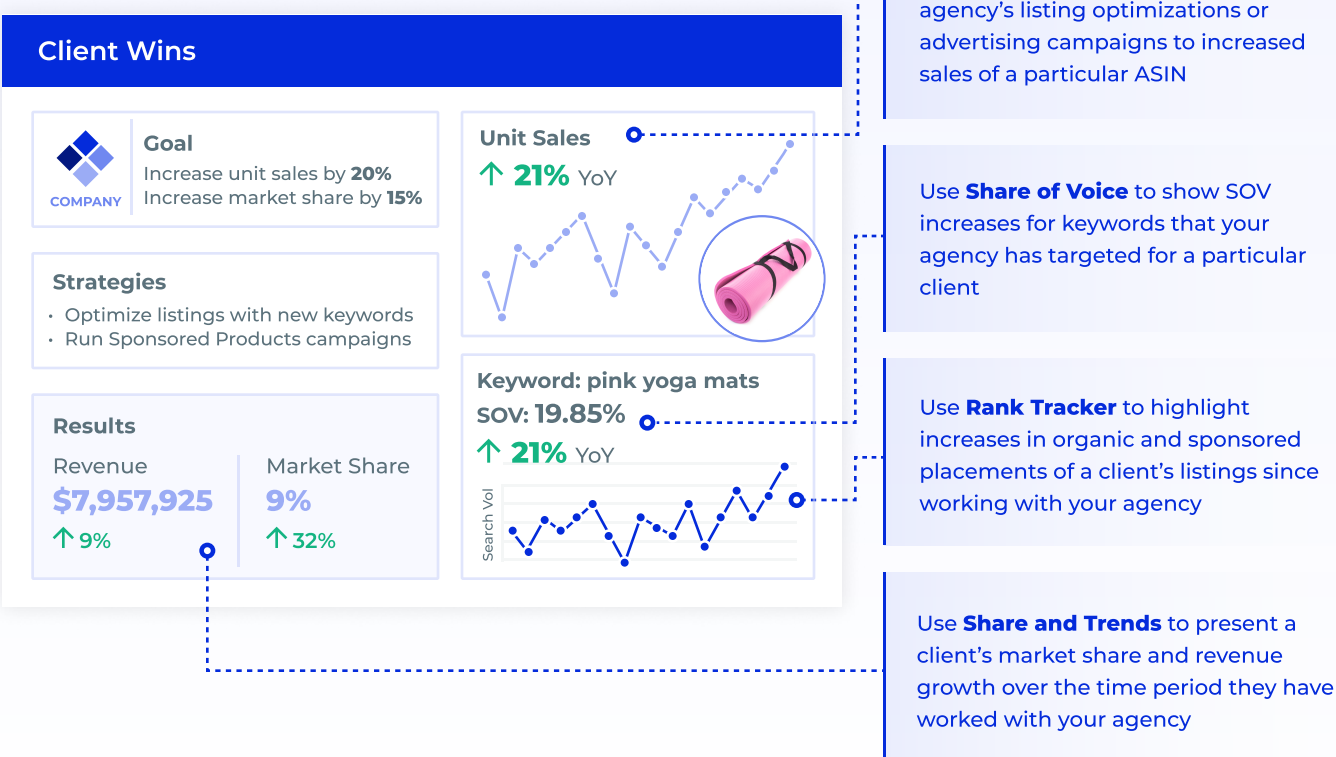 Client Wins
COMPANY
Goal
Increase unit sales by 20%
Increase market share by 15%
Strategies
• Optimize listings with new keywords
• Run Sponsored Products campaigns
Results
Revenue
$7,957,925
↑ 9%
Market Share
9%
↑ 32%
Unit Sales
↑ 21% YoY
Keyword: pink yoga mats
SOV: 19.85%
↑ 21% YoY
Search Vol
agency’s listing optimizations or
advertising campaigns to increased
sales of a particular ASIN
Use Share of Voice to show SOV
increases for keywords that your
agency has targeted for a particular
client
Use Rank Tracker to highlight
increases in organic and sponsored
placements of a client’s listings since
working with your agency
Use Share and Trends to present a
client’s market share and revenue
growth over the time period they have
worked with your agency